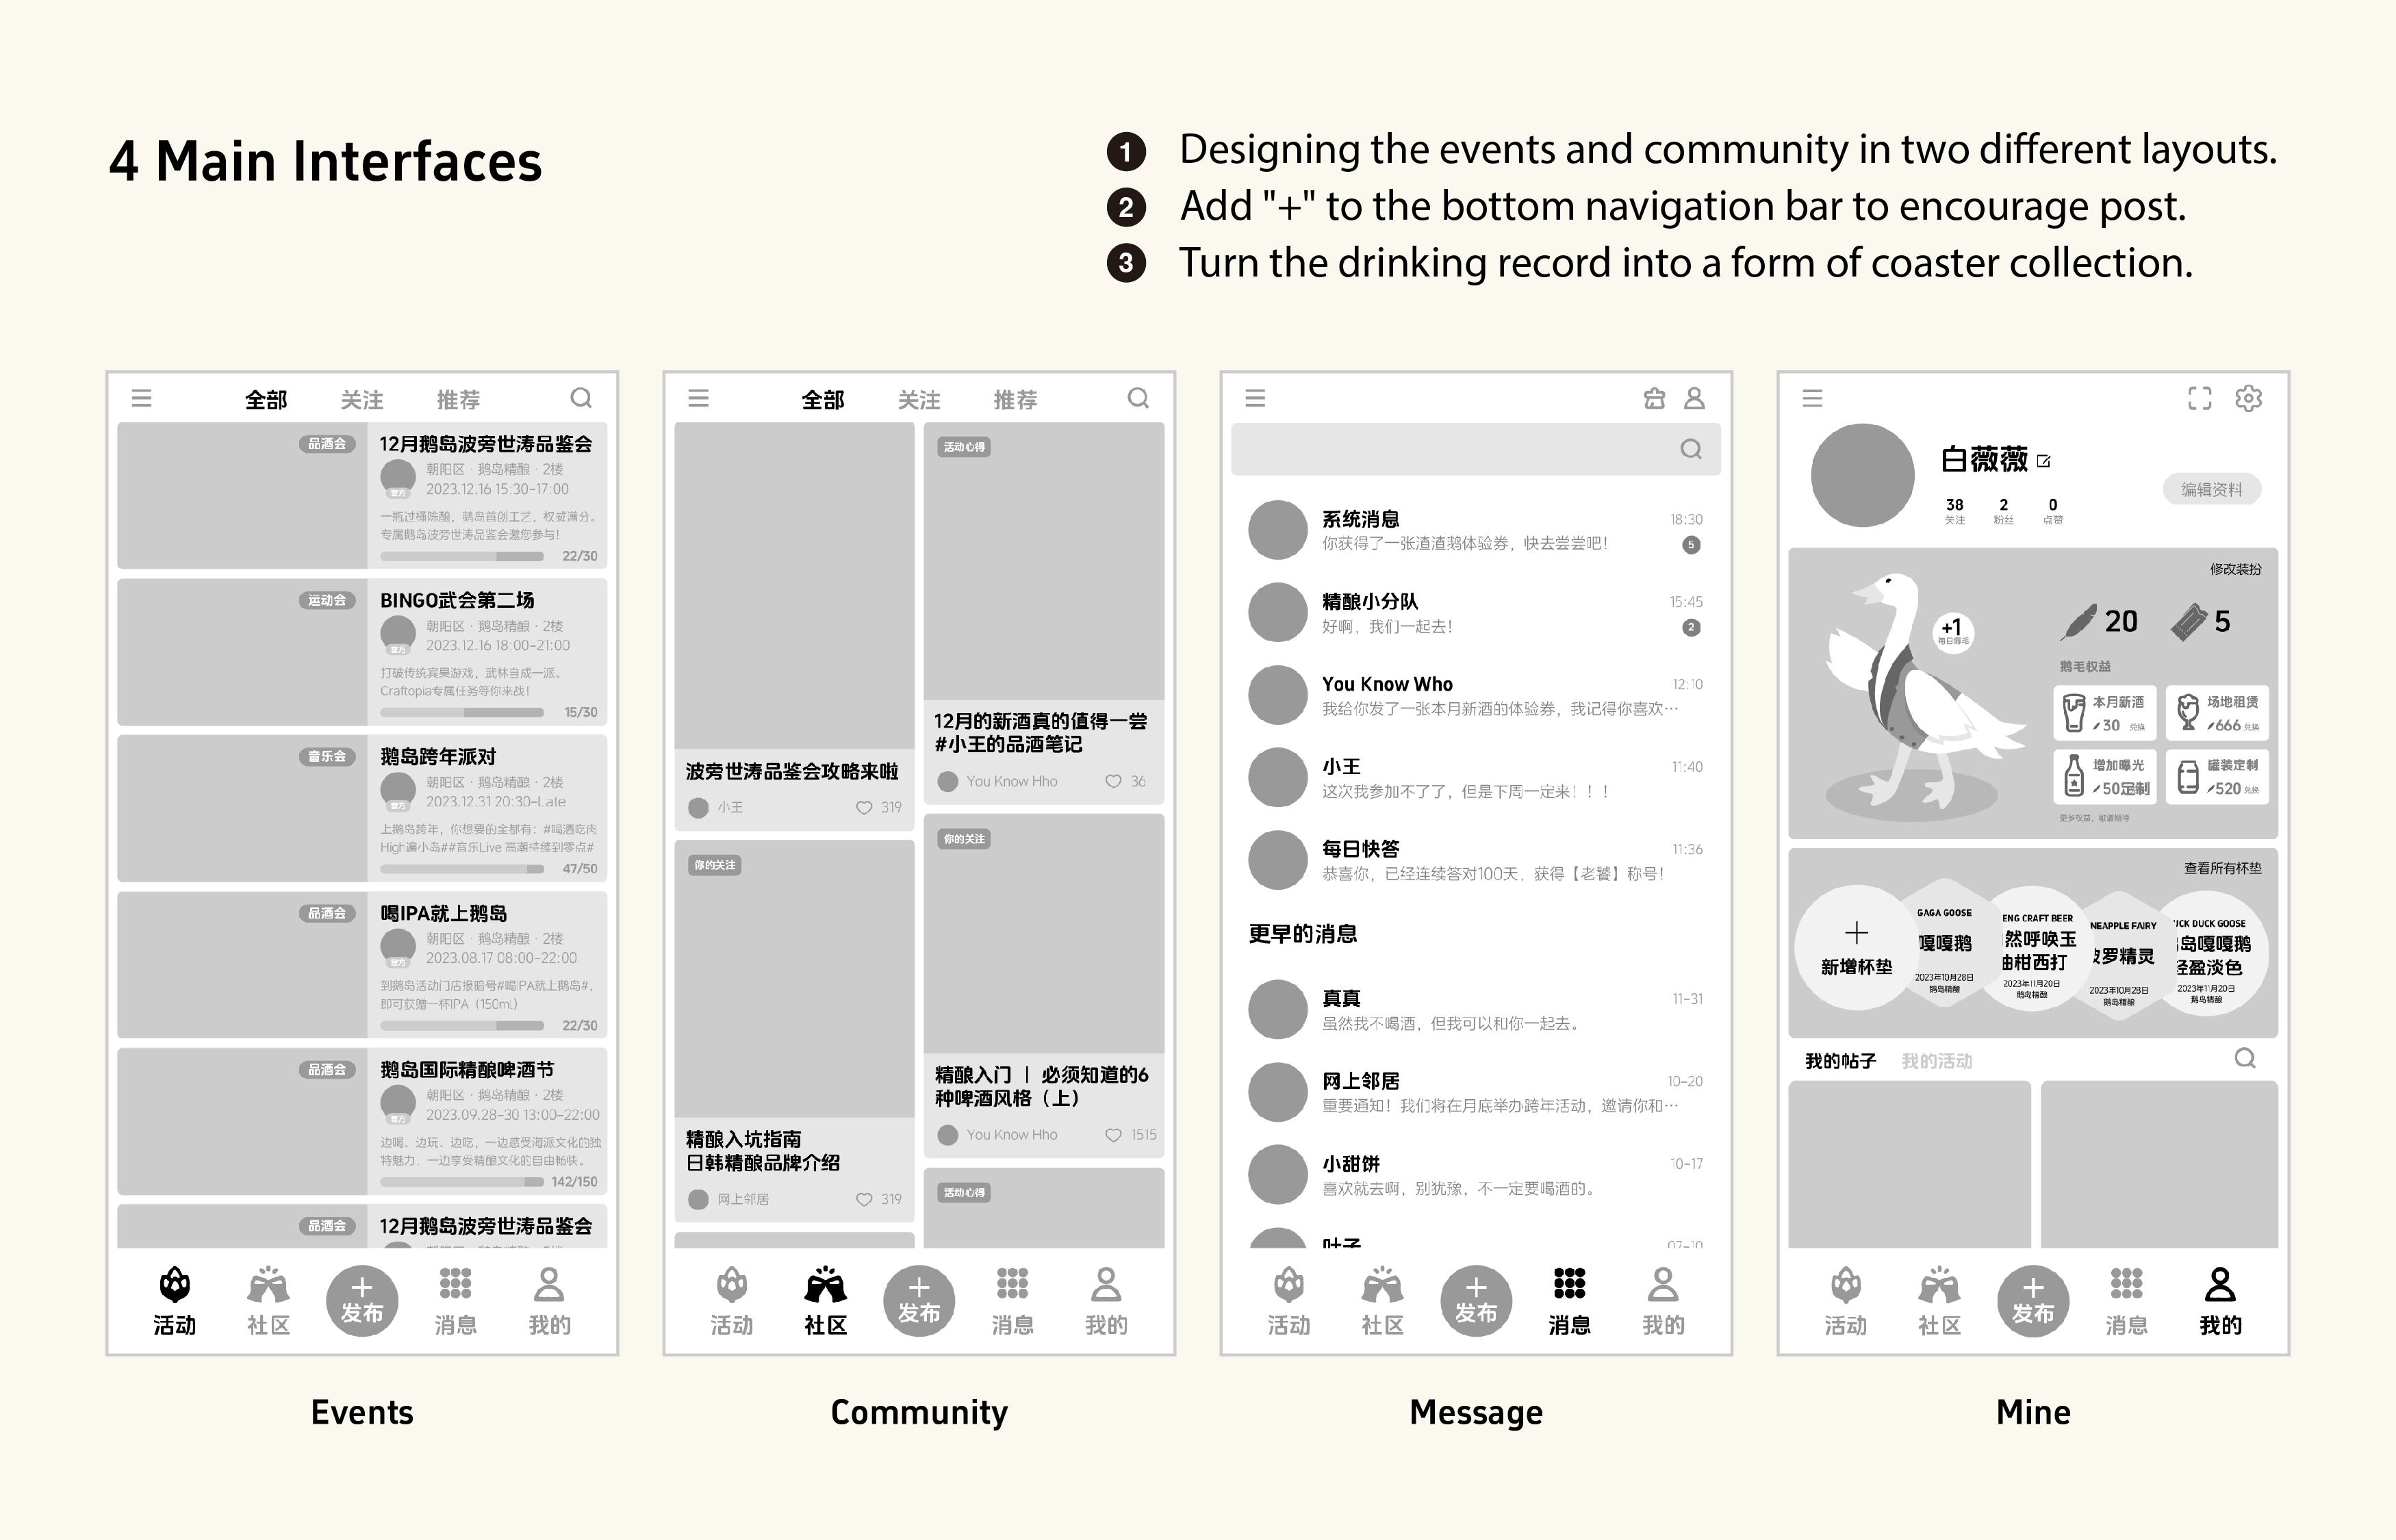 4 Main Interfaces
1 Designing the events and community in two different layouts.
2 Add "+" to the bottom navigation bar to encourage post.
3 Turn the drinking record into a form of coaster collection.
全部 关注 推荐
品酒会
12月鹅岛波旁世涛品鉴会
朝阳区 · 鹅岛精酿 · 2楼
官方
2023.12.16 15:30-17:00
一瓶过桶陈酿，鹅岛首创工艺，权威满分。
专属鹅岛波旁世涛品鉴会邀您参与！
22/30
运动会
BINGO武会第二场
朝阳区 · 鹅岛精酿 · 2楼
官方
2023.12.16 18:00-21:00
打破传统宾果游戏，武林自成一派。
Craftopia专属任务等你来战！
15/30
音乐会
鹅岛跨年派对
朝阳区 · 鹅岛精酿 · 2楼
官方
2023.12.31 20:30-Late
上鹅岛跨年，你想要的全都有：#喝酒吃肉
High遍小岛##音乐Live 高潮持续到零点#
47/50
品酒会
喝IPA就上鹅岛
朝阳区 · 鹅岛精酿 · 2楼
官方
2023.08.17 08:00-22:00
到鹅岛活动门店报暗号#喝IPA就上鹅岛#，
即可获赠一杯IPA（150ml）
22/30
品酒会
鹅岛国际精酿啤酒节
朝阳区 · 鹅岛精酿 · 2楼
官方
2023.09.28-30 13:00-22:00
边喝、边玩、边吃，一边感受海派文化的独
特魅力，一边享受精酿文化的自由畅快。
142/150
品酒会
12月鹅岛波旁世涛品鉴会
活动 社区 +发布 消息 我的
Events
全部 关注 推荐
波旁世涛品鉴会攻略来啦
小王 319
你的关注
精酿入坑指南
日韩精酿品牌介绍
网上邻居 319
活动心得
12月的新酒真的值得一尝
#小王的品酒笔记
You Know Hho 36
你的关注
精酿入门 | 必须知道的6
种啤酒风格（上）
You Know Hho 1515
活动心得
活动 社区 +发布 消息 我的
Community
系统消息 18:30
你获得了一张渣渣鹅体验券，快去尝尝吧！ 5
精酿小分队 15:45
好啊，我们一起去！ 2
You Know Who 12:10
我给你发了一张本月新酒的体验券，我记得你喜欢…
小王 11:40
这次我参加不了了，但是下周一定来！！！
每日快答 11:36
恭喜你，已经连续答对100天，获得【老饕】称号！
更早的消息
真真 11-31
虽然我不喝酒，但我可以和你一起去。
网上邻居 10-20
重要通知！我们将在月底举办跨年活动，邀请你和…
小甜饼 10-17
喜欢就去啊，别犹豫，不一定要喝酒的。
叶子 07-10
活动 社区 +发布 消息 我的
Message
白薇薇
38 2 0
关注 粉丝 点赞
编辑资料
修改装扮
+1
20 5
鹅毛权益
本月新酒
30 兑换
场地租赁
666 兑换
增加曝光
50定制
罐装定制
520 兑换
更多权益，敬请期待
查看所有杯垫
+
新增杯垫
GAGA GOOSE
嘎嘎鹅
2023年10月28日
鹅岛精酿
ENG CRAFT BEER
然呼唤玉
油柑西打
2023年11月20日
鹅岛精酿
NEAPPLE FAIRY
菠罗精灵
2023年10月28日
鹅岛精酿
UCK DUCK GOOSE
岛嘎嘎鹅
轻盈淡色
2023年11月20日
鹅岛精酿
我的帖子 我的活动
活动 社区 +发布 消息 我的
Mine